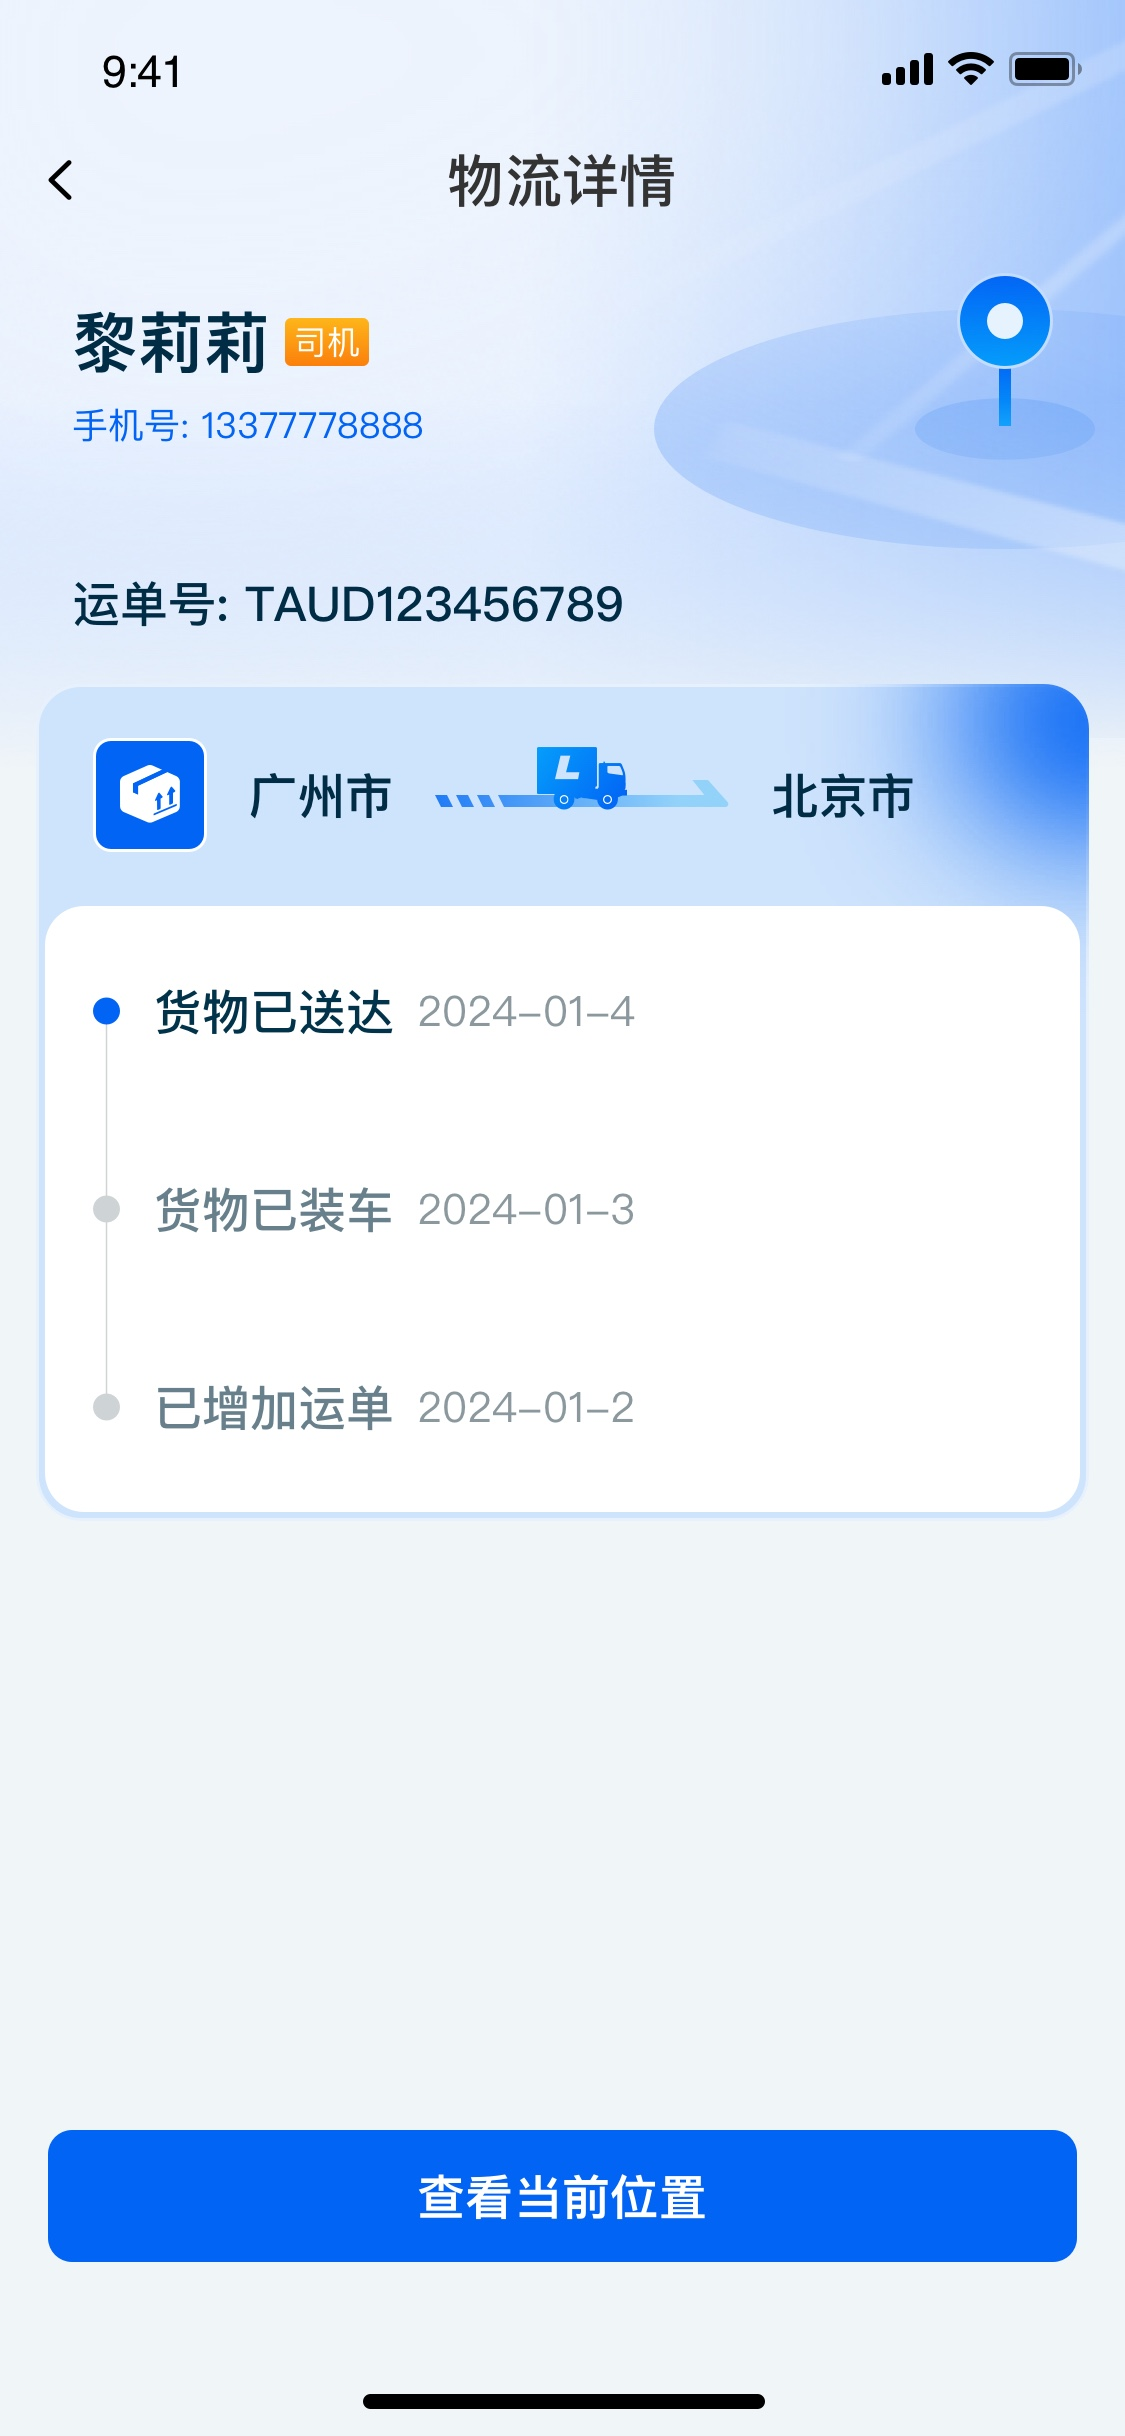 9:41
物流详情
黎莉莉 司机
手机号: 13377778888
运单号: TAUD123456789
广州市 L 北京市
货物已送达 2024-01-4
货物已装车 2024-01-3
已增加运单 2024-01-2
查看当前位置